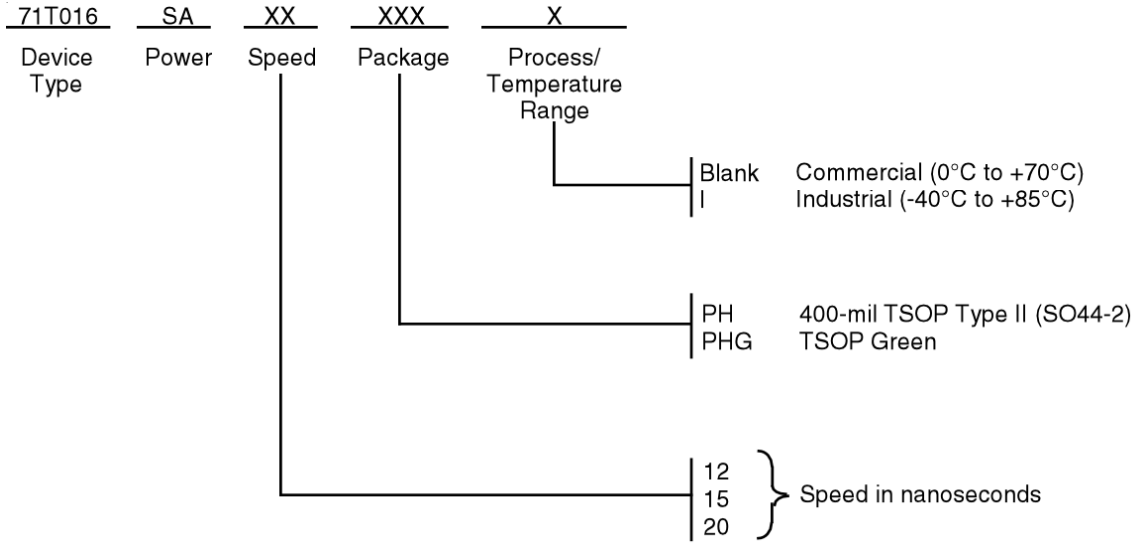 71T016 SA XX XXX X
Device Type Power Speed Package Process/ Temperature Range
Blank Commercial (0°C to +70°C)
I Industrial (-40°C to +85°C)
PH 400-mil TSOP Type II (SO44-2)
PHG TSOP Green
12
15 Speed in nanoseconds
20